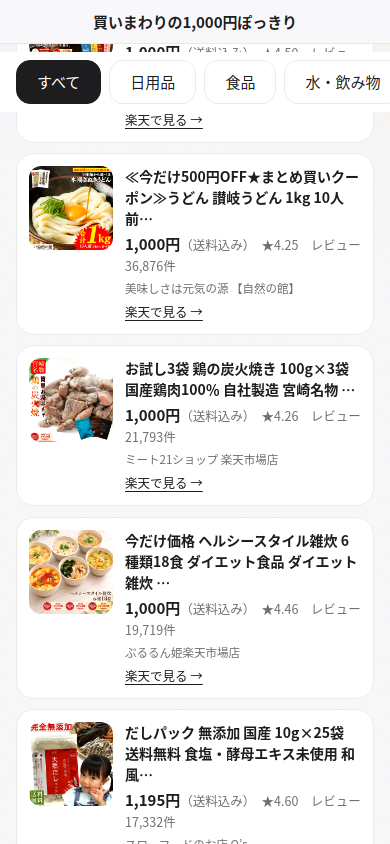 買いまわりの1,000円ぽっきり
すべて
日用品
食品
水・飲み物
楽天で見る →
≪今だけ500円OFF★まとめ買いクー
ポン≫うどん 讃岐うどん 1kg 10人
前…
1,000円（送料込み） ★4.25 レビュー
36,876件
美味しさは元気の源 【自然の館】
楽天で見る →
お試し3袋 鶏の炭火焼き 100g×3袋
国産鶏肉100% 自社製造 宮崎名物 …
1,000円（送料込み） ★4.26 レビュー
21,793件
ミート21ショップ 楽天市場店
楽天で見る →
今だけ価格 ヘルシースタイル雑炊 6
種類18食 ダイエット食品 ダイエット
雑炊 …
1,000円（送料込み） ★4.46 レビュー
19,719件
ぷるるん姫楽天市場店
楽天で見る →
完全無添加
だしパック 無添加 国産 10g×25袋
送料無料 食塩・酵母エキス未使用 和
風…
1,195円（送料込み） ★4.60 レビュー
17,332件